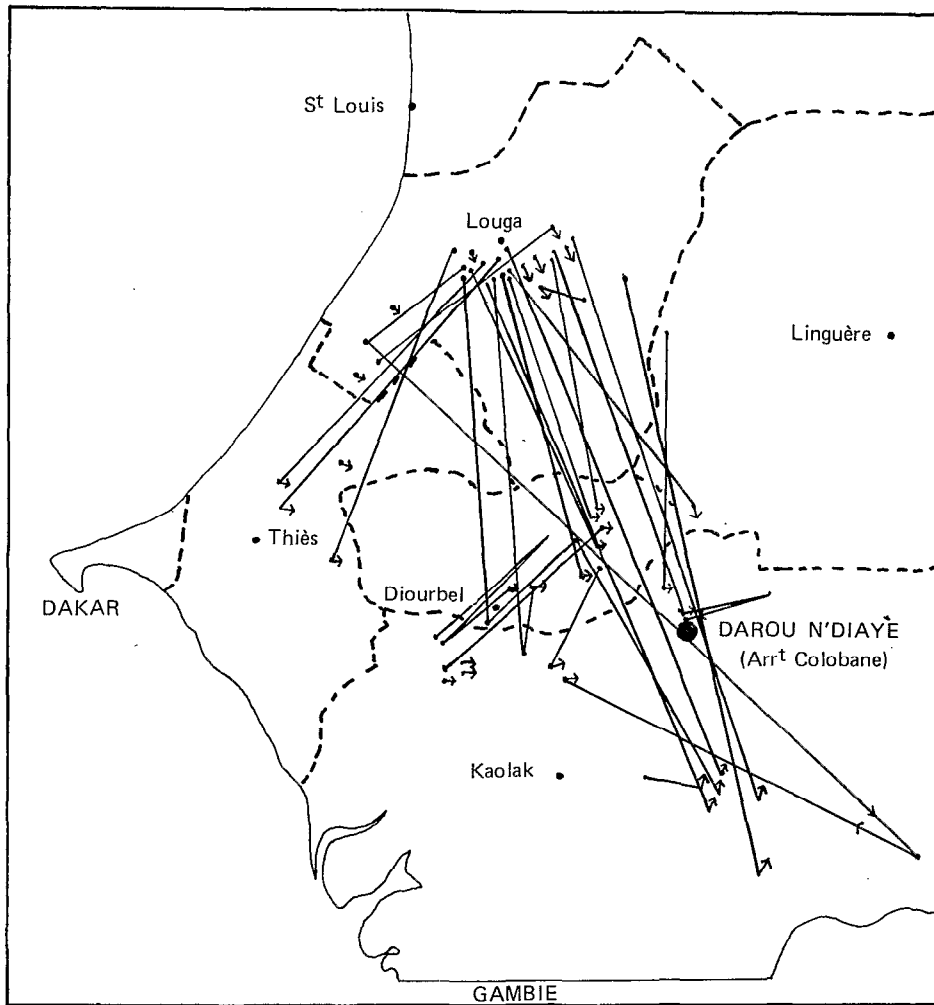 Sᵗ Louis
Louga
Linguère
Thiès
Diourbel
DAKAR
DAROU N'DIAYE
(Arrᵗ Colobane)
Kaolak
GAMBIE